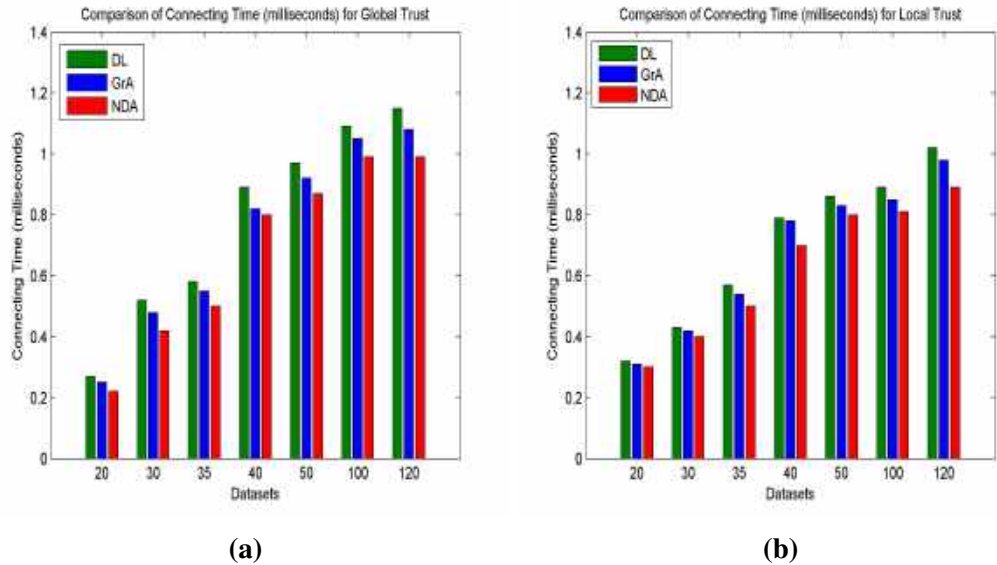 Comparison of Connecting Time (milliseconds) for Global Trust
1.4
1.2
1
0.8
0.6
0.4
0.2
0
Connecting Time (milliseconds)
DL
GrA
NDA
20 30 35 40 50 100 120
Datasets
(a)
Comparison of Connecting Time (milliseconds) for Local Trust
1.4
1.2
1
0.8
0.6
0.4
0.2
0
Connecting Time (milliseconds)
DL
GrA
NDA
20 30 35 40 50 100 120
Datasets
(b)